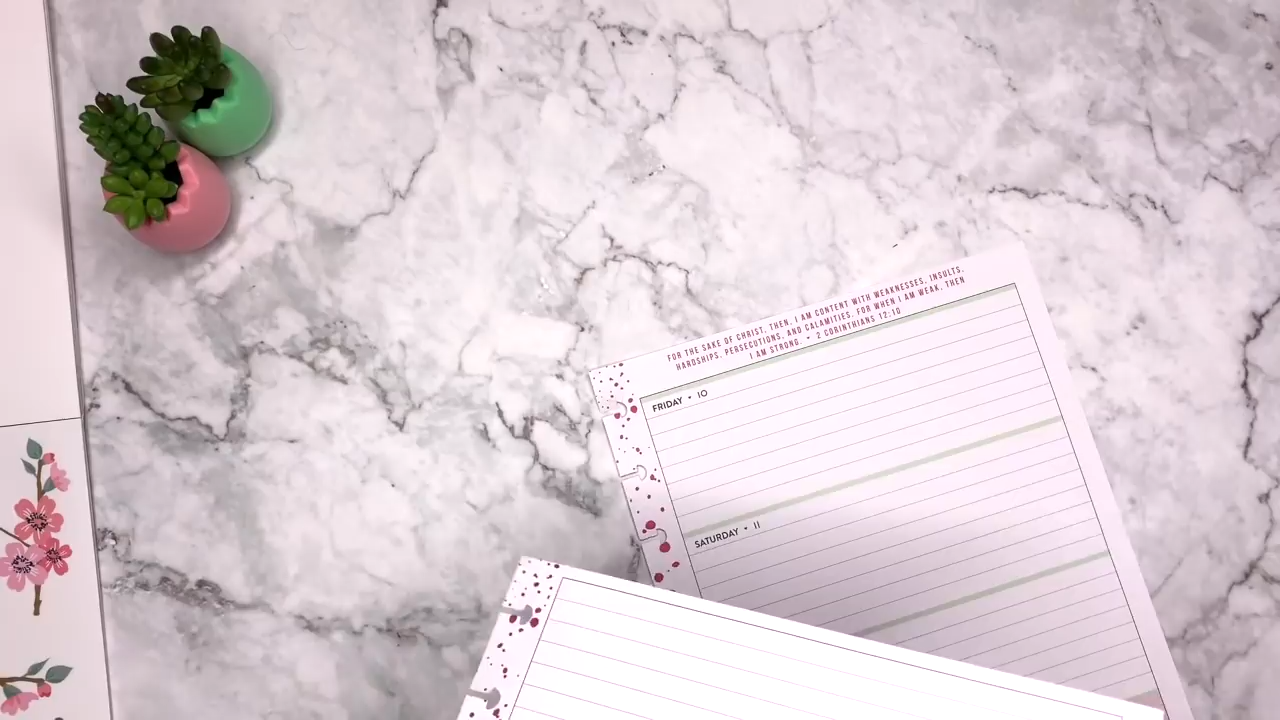 FOR THE SAKE OF CHRIST, THEN, I AM CONTENT WITH WEAKNESSES, INSULTS,
HARDSHIPS, PERSECUTIONS, AND CALAMITIES. FOR WHEN I AM WEAK, THEN
I AM STRONG. • 2 CORINTHIANS 12:10
FRIDAY • 10
SATURDAY • 11